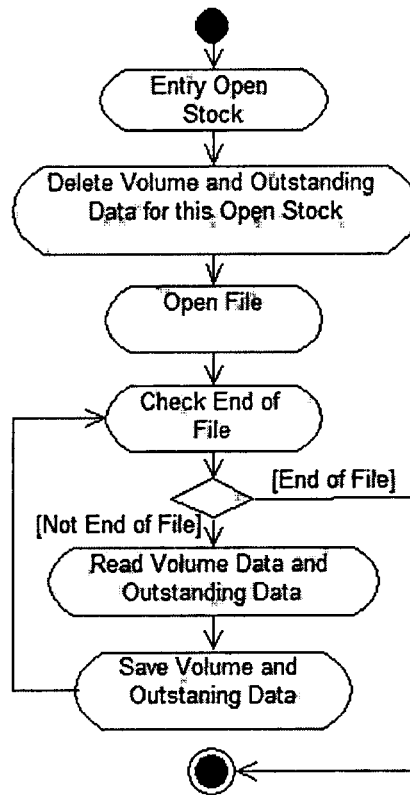 Entry Open
Stock
Delete Volume and Outstanding
Data for this Open Stock
Open File
Check End of
File
[End of File]
[Not End of File]
Read Volume Data and
Outstanding Data
Save Volume and
Outstaning Data